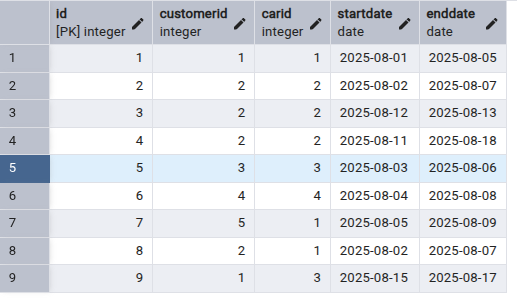 id customerid carid startdate enddate
[PK] integer integer integer date date
1 1 1 1 2025-08-01 2025-08-05
2 2 2 2 2025-08-02 2025-08-07
3 3 2 2 2025-08-12 2025-08-13
4 4 2 2 2025-08-11 2025-08-18
5 5 3 3 2025-08-03 2025-08-06
6 6 4 4 2025-08-04 2025-08-08
7 7 5 1 2025-08-05 2025-08-09
8 8 2 1 2025-08-02 2025-08-07
9 9 1 3 2025-08-15 2025-08-17